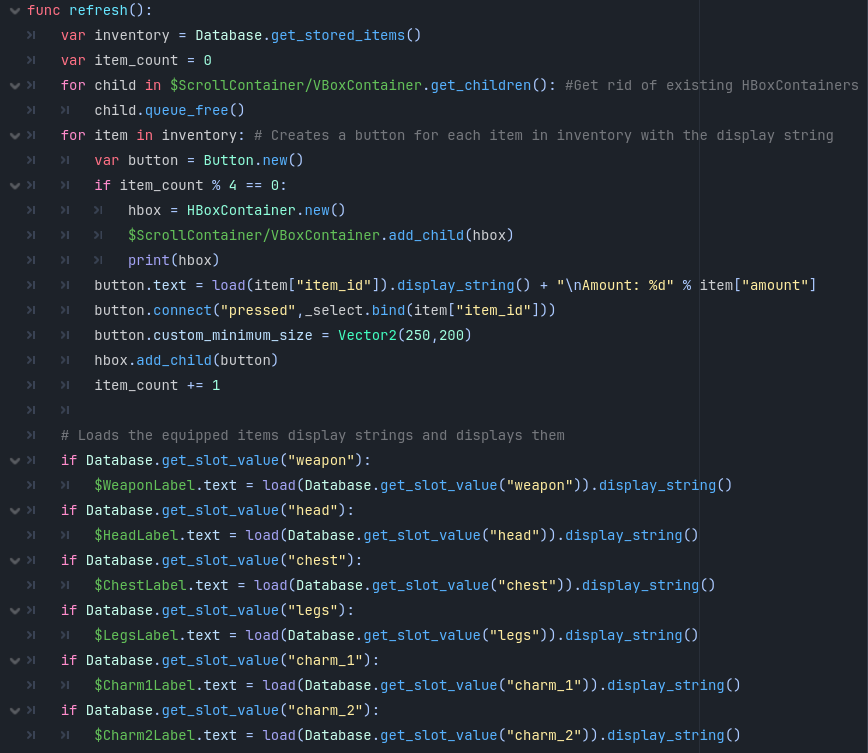 func refresh():
	var inventory = Database.get_stored_items()
	var item_count = 0
	for child in $ScrollContainer/VBoxContainer.get_children(): #Get rid of existing HBoxContainers
		child.queue_free()
	for item in inventory: # Creates a button for each item in inventory with the display string
		var button = Button.new()
		if item_count % 4 == 0:
			hbox = HBoxContainer.new()
			$ScrollContainer/VBoxContainer.add_child(hbox)
			print(hbox)
		button.text = load(item["item_id"]).display_string() + "\nAmount: %d" % item["amount"]
		button.connect("pressed",_select.bind(item["item_id"]))
		button.custom_minimum_size = Vector2(250,200)
		hbox.add_child(button)
		item_count += 1
	# Loads the equipped items display strings and displays them
	if Database.get_slot_value("weapon"):
		$WeaponLabel.text = load(Database.get_slot_value("weapon")).display_string()
	if Database.get_slot_value("head"):
		$HeadLabel.text = load(Database.get_slot_value("head")).display_string()
	if Database.get_slot_value("chest"):
		$ChestLabel.text = load(Database.get_slot_value("chest")).display_string()
	if Database.get_slot_value("legs"):
		$LegsLabel.text = load(Database.get_slot_value("legs")).display_string()
	if Database.get_slot_value("charm_1"):
		$Charm1Label.text = load(Database.get_slot_value("charm_1")).display_string()
	if Database.get_slot_value("charm_2"):
		$Charm2Label.text = load(Database.get_slot_value("charm_2")).display_string()